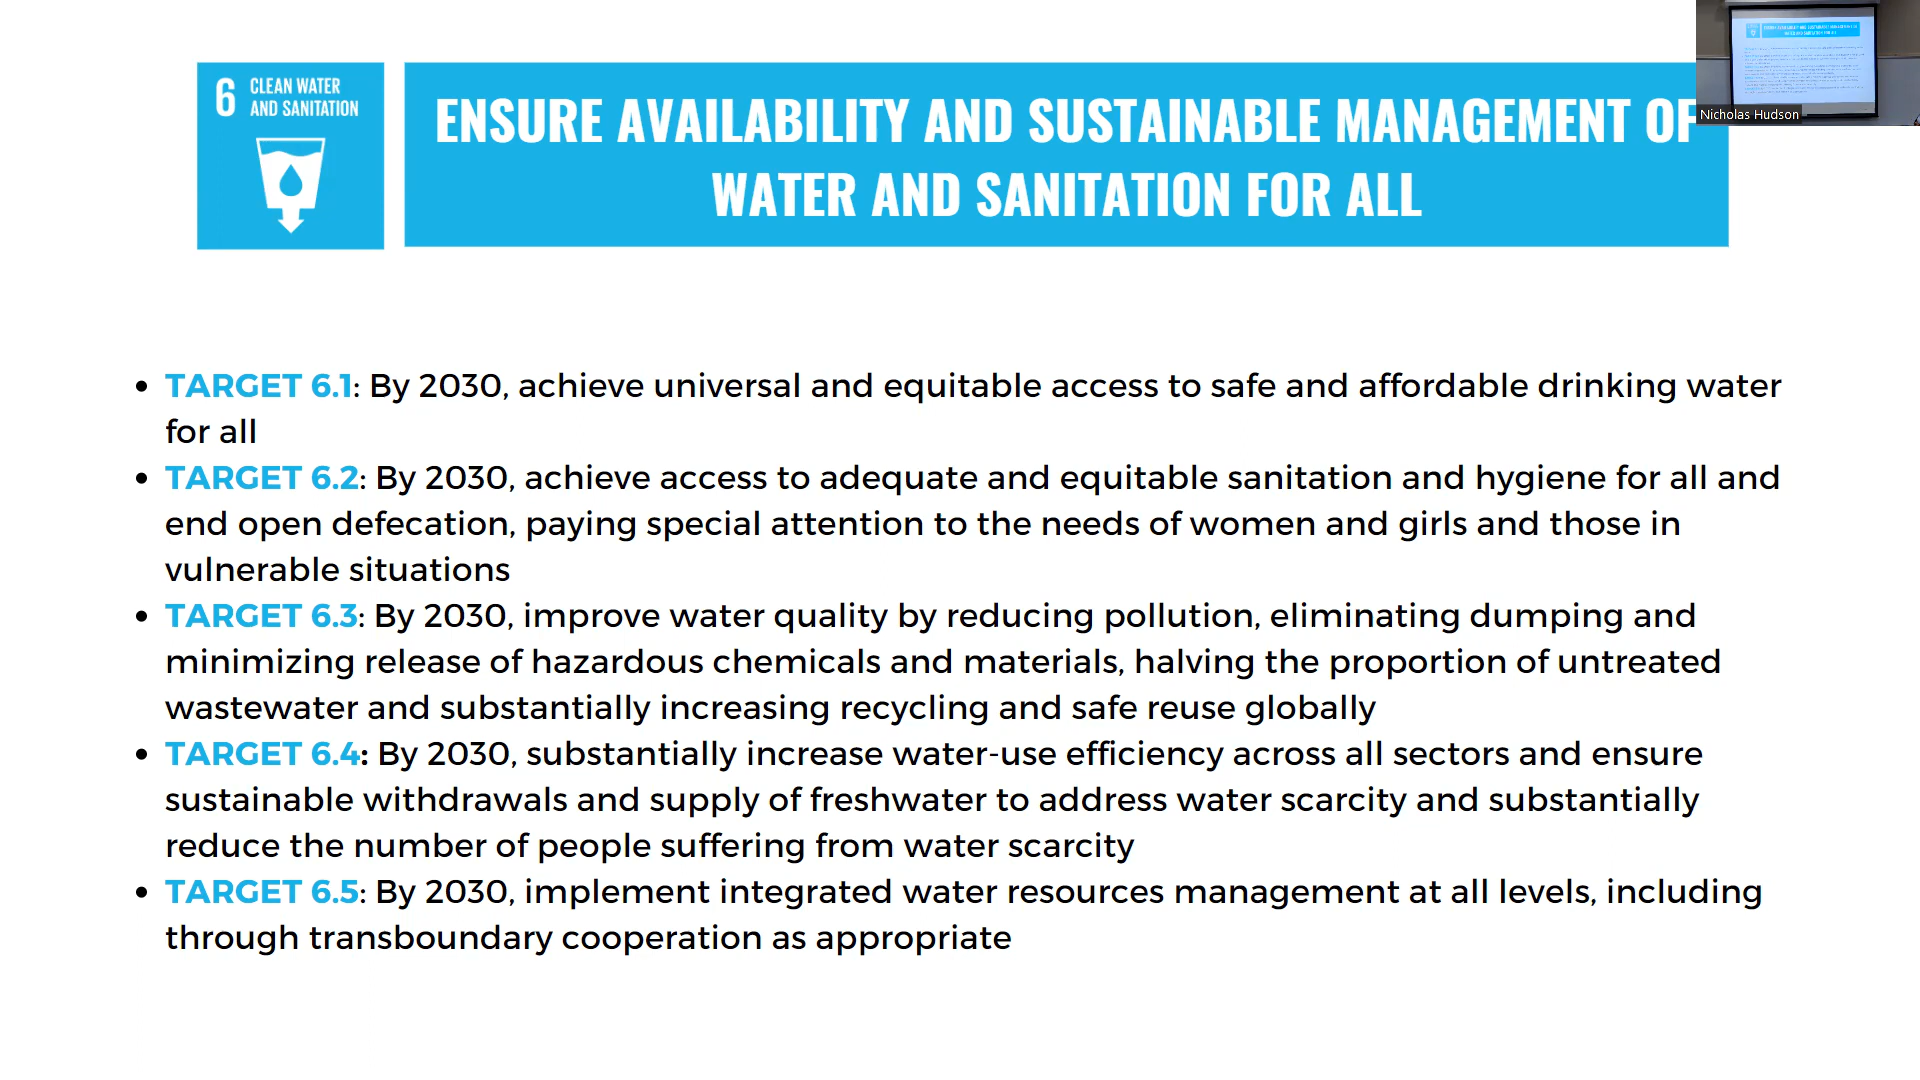 6 CLEAN WATER
AND SANITATION
ENSURE AVAILABILITY AND SUSTAINABLE MANAGEMENT OF
WATER AND SANITATION FOR ALL
Nicholas Hudson
• TARGET 6.1: By 2030, achieve universal and equitable access to safe and affordable drinking water
for all
• TARGET 6.2: By 2030, achieve access to adequate and equitable sanitation and hygiene for all and
end open defecation, paying special attention to the needs of women and girls and those in
vulnerable situations
• TARGET 6.3: By 2030, improve water quality by reducing pollution, eliminating dumping and
minimizing release of hazardous chemicals and materials, halving the proportion of untreated
wastewater and substantially increasing recycling and safe reuse globally
• TARGET 6.4: By 2030, substantially increase water-use efficiency across all sectors and ensure
sustainable withdrawals and supply of freshwater to address water scarcity and substantially
reduce the number of people suffering from water scarcity
• TARGET 6.5: By 2030, implement integrated water resources management at all levels, including
through transboundary cooperation as appropriate